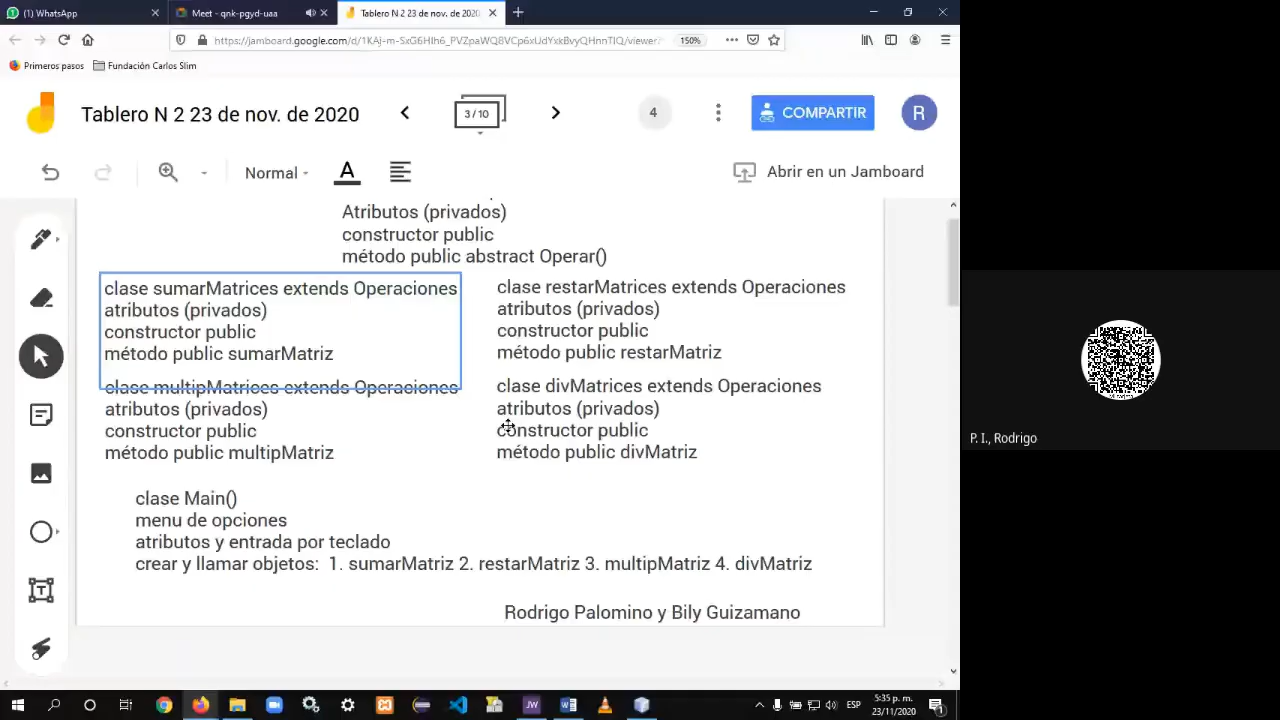 (1) WhatsApp
Meet - qnk-pgyd-uaa
Tablero N 2 23 de nov. de 2020
150%
Primeros pasos
Fundación Carlos Slim
Tablero N 2 23 de nov. de 2020
3 / 10
4
COMPARTIR
R
Normal
A
Abrir en un Jamboard
Atributos (privados)
constructor public
método public abstract Operar()
clase sumarMatrices extends Operaciones
atributos (privados)
constructor public
método public sumarMatriz
clase restarMatrices extends Operaciones
atributos (privados)
constructor public
método public restarMatriz
clase multipMatrices extends Operaciones
atributos (privados)
constructor public
método public multipMatriz
clase divMatrices extends Operaciones
atributos (privados)
constructor public
método public divMatriz
clase Main()
menu de opciones
atributos y entrada por teclado
crear y llamar objetos: 1. sumarMatriz 2. restarMatriz 3. multipMatriz 4. divMatriz
Rodrigo Palomino y Bily Guizamano
P. I., Rodrigo
JW
ESP
5:35 p. m.
23/11/2020